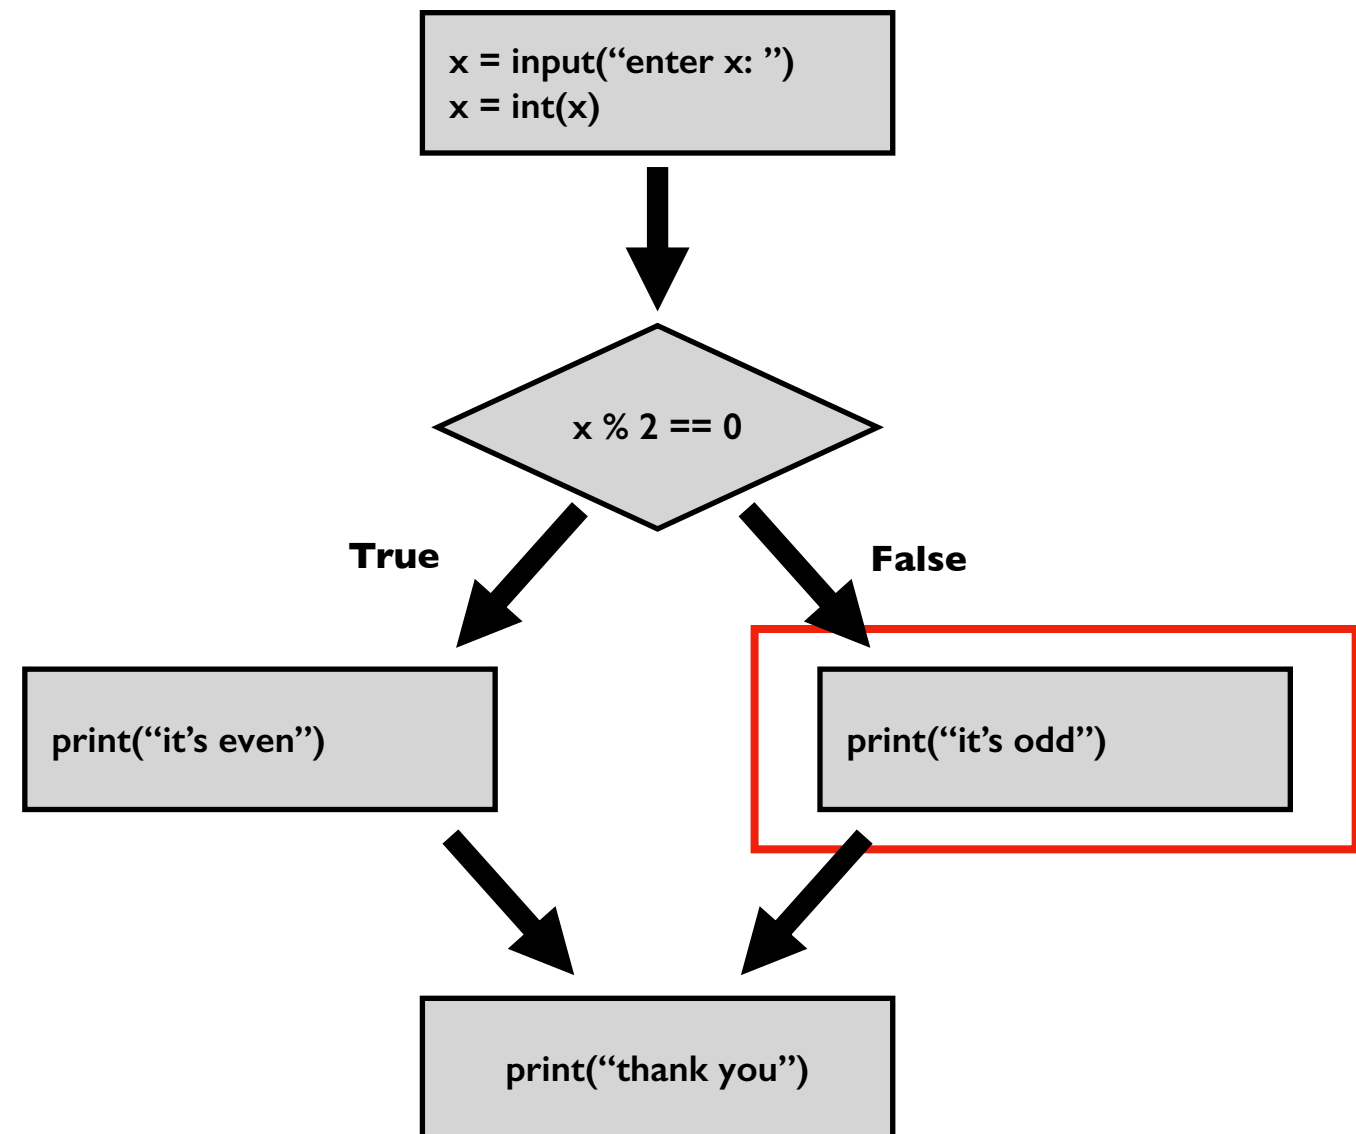 x = input(“enter x: ”)
x = int(x)
x % 2 == 0
True
False
print(“it’s even”)
print(“it’s odd”)
print(“thank you”)